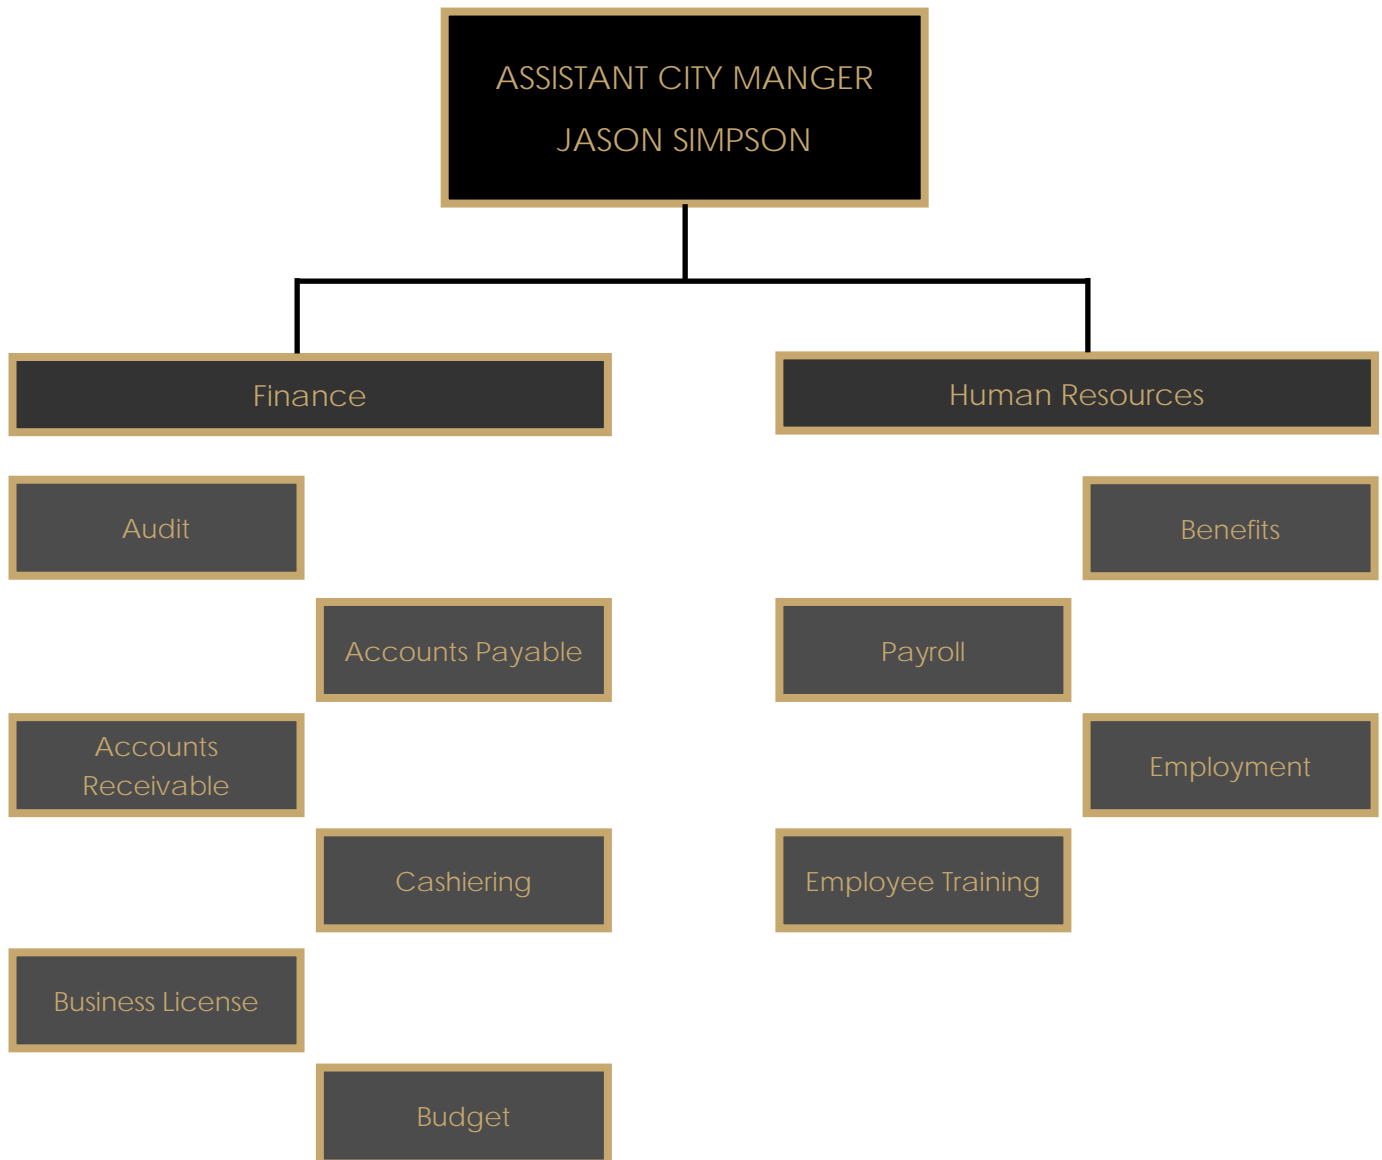 ASSISTANT CITY MANGER
JASON SIMPSON
Finance
Human Resources
Audit
Benefits
Accounts Payable
Payroll
Accounts
Receivable
Employment
Cashiering
Employee Training
Business License
Budget